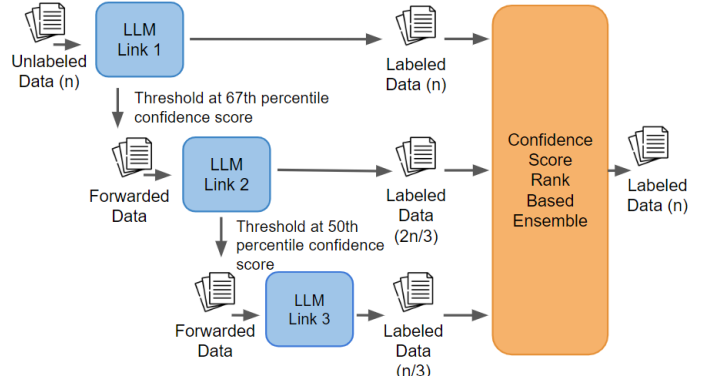 LLM
Link 1
Unlabeled
Data (n)
Labeled
Data (n)
Threshold at 67th percentile
confidence score
LLM
Link 2
Forwarded
Data
Labeled
Data
(2n/3)
Threshold at 50th
percentile confidence
score
LLM
Link 3
Forwarded
Data
Labeled
Data
(n/3)
Confidence
Score
Rank
Based
Ensemble
Labeled
Data (n)